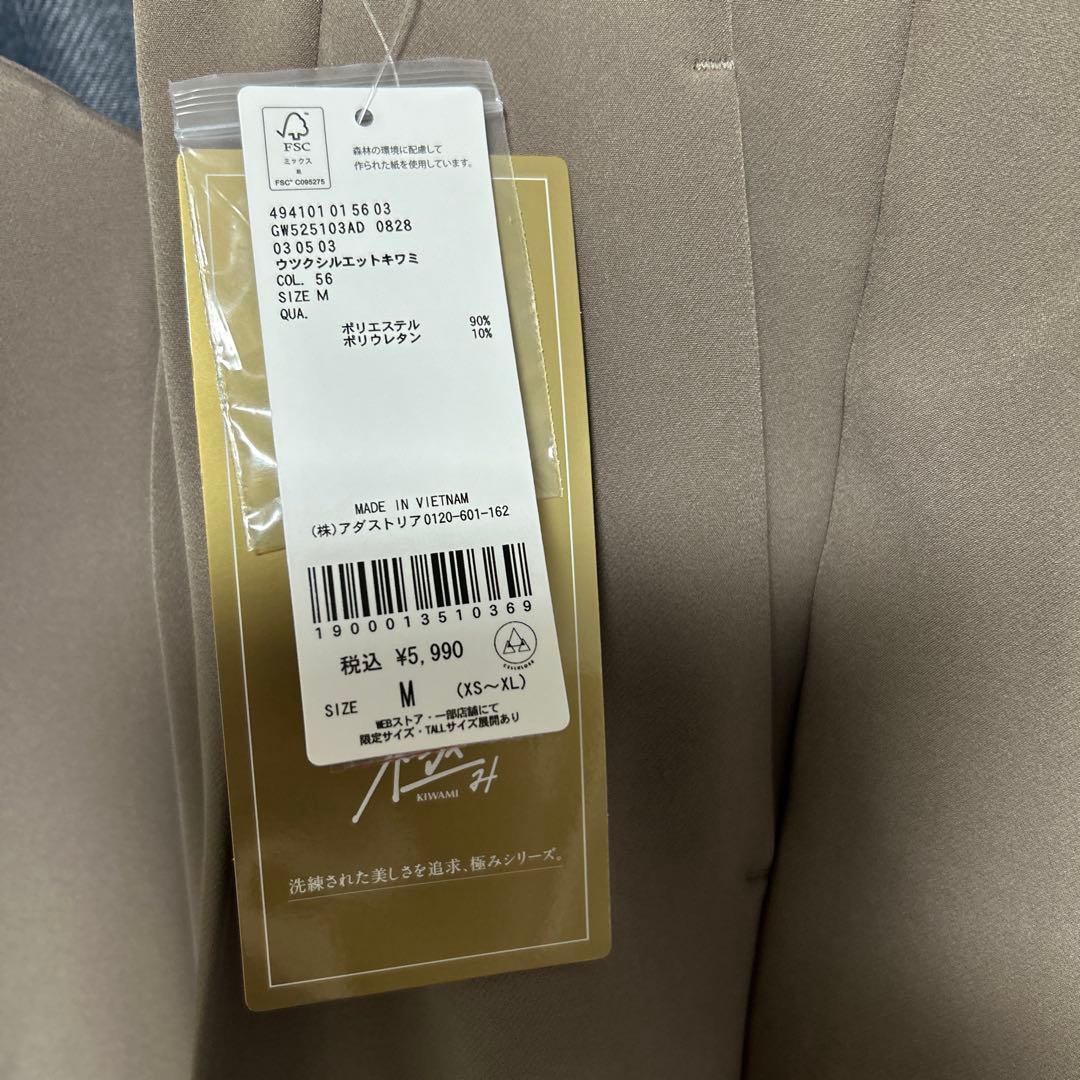 FSC
ミックス
紙
FSC® C095275
森林の環境に配慮して
作られた紙を使用しています。
494101 01 56 03
GW525103AD 0828
03 05 03
ウツクシルエットキワミ
COL. 56
SIZE M
QUA.
ポリエステル 90%
ポリウレタン 10%
MADE IN VIETNAM
(株)アダストリア0120-601-162
1900013510369
税込 ¥5,990
CELLULOSE
SIZE M (XS〜XL)
WEBストア・一部店舗にて
限定サイズ・TALLサイズ展開あり
極み
KIWAMI
洗練された美しさを追求、極みシリーズ。